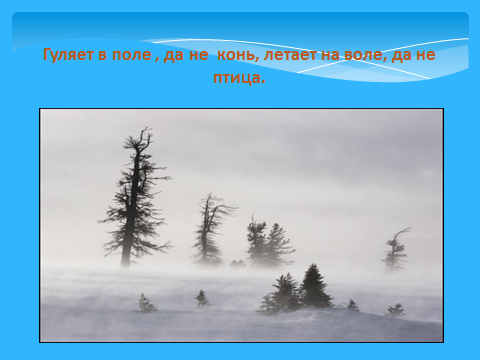 Гуляет в поле , да не  конь, летает на воле, да не
птица.